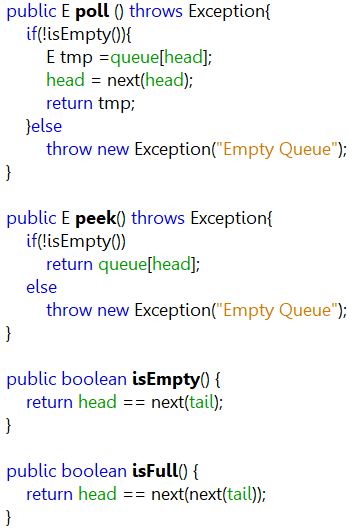 public E poll () throws Exception{
if(!isEmpty()){
E tmp =queue[head];
head = next(head);
return tmp;
}else
throw new Exception("Empty Queue");
}
public E peek() throws Exception{
if(!isEmpty())
return queue[head];
else
throw new Exception("Empty Queue");
}
public boolean isEmpty() {
return head == next(tail);
}
public boolean isFull() {
return head == next(next(tail));
}